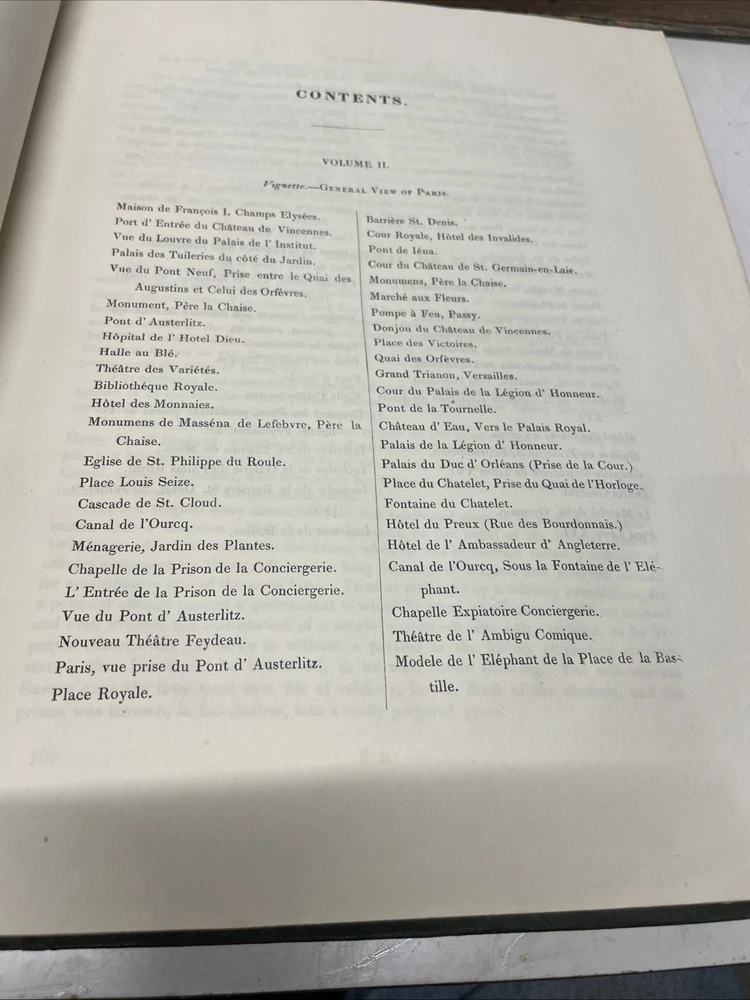 CONTENTS.
VOLUME II.
Vignette.—GENERAL VIEW OF PARIS.
Maison de François I. Champs Elysées.
Port d' Entrée du Château de Vincennes.
Vue du Louvre du Palais de l' Institut.
Palais des Tuileries du côté du Jardin.
Vue du Pont Neuf, Prise entre le Quai des
Augustins et Celui des Orfèvres.
Monument, Père la Chaise.
Pont d' Austerlitz.
Hôpital de l' Hotel Dieu.
Halle au Blé.
Théâtre des Variétés.
Bibliothéque Royale.
Hôtel des Monnaies.
Monumens de Masséna de Lefebvre, Père la
Chaise.
Eglise de St. Philippe du Roule.
Place Louis Seize.
Cascade de St. Cloud.
Canal de l'Ourcq.
Ménagerie, Jardin des Plantes.
Chapelle de la Prison de la Conciergerie.
L' Entrée de la Prison de la Conciergerie.
Vue du Pont d' Austerlitz.
Nouveau Théâtre Feydeau.
Paris, vue prise du Pont d' Austerlitz.
Place Royale.
Barrière St. Denis.
Cour Royale, Hôtel des Invalides.
Pont de Iéna.
Cour du Château de St. Germain-en-Laie.
Monumens, Père la Chaise.
Marché aux Fleurs.
Pompe à Feu, Passy.
Donjon du Château de Vincennes.
Place des Victoires.
Quai des Orfèvres.
Grand Trianon, Versailles.
Cour du Palais de la Légion d' Honneur.
Pont de la Tournelle.
Château d' Eau, Vers le Palais Royal.
Palais de la Légion d' Honneur.
Palais du Duc d' Orléans (Prise de la Cour.)
Place du Chatelet, Prise du Quai de l'Horloge.
Fontaine du Chatelet.
Hôtel du Preux (Rue des Bourdonnais.)
Hôtel de l' Ambassadeur d' Angleterre.
Canal de l'Ourcq, Sous la Fontaine de l' Elé-
phant.
Chapelle Expiatoire Conciergerie.
Théâtre de l' Ambigu Comique.
Modele de l' Eléphant de la Place de la Bas-
tille.